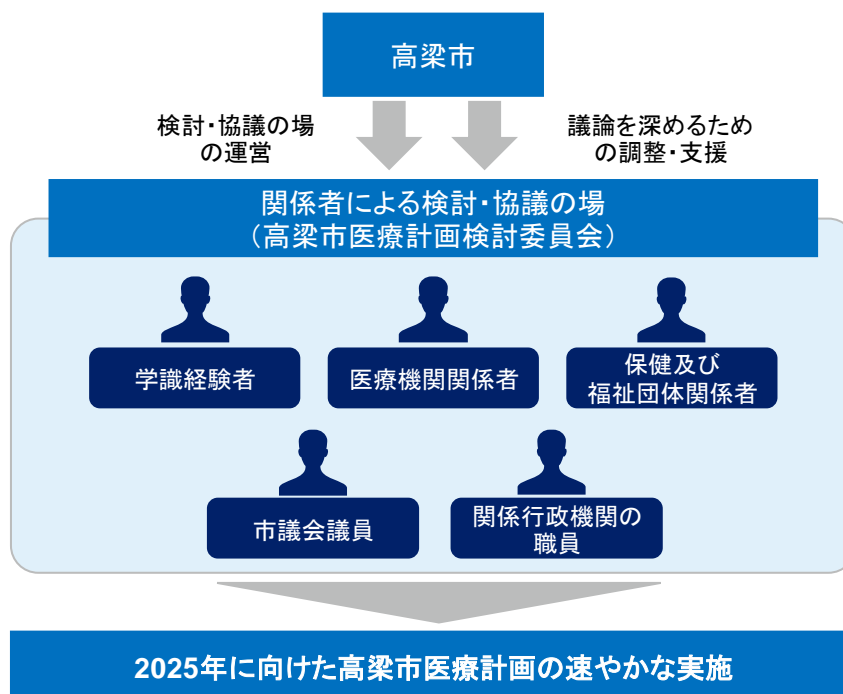 高梁市
検討・協議の場
の運営
議論を深めるため
の調整・支援
関係者による検討・協議の場
（高梁市医療計画検討委員会）
学識経験者
医療機関関係者
保健及び
福祉団体関係者
市議会議員
関係行政機関の
職員
2025年に向けた高梁市医療計画の速やかな実施